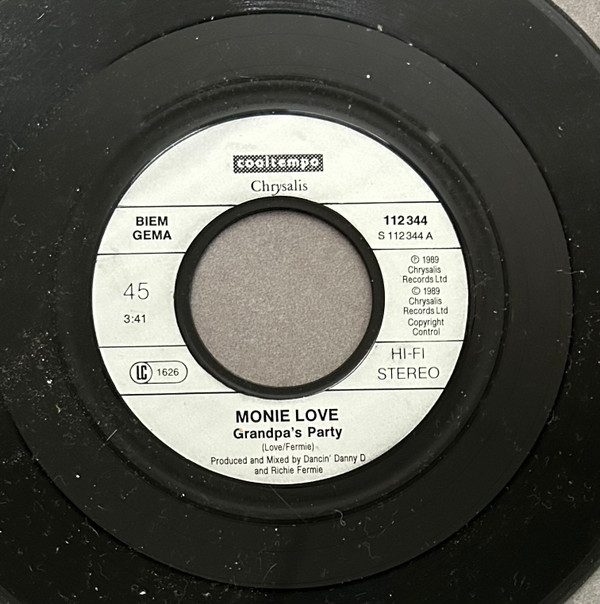 cooltempo
Chrysalis
BIEM
GEMA
112 344
S 112 344 A
45
3:41
℗ 1989
Chrysalis
Records Ltd
© 1989
Chrysalis
Records Ltd
Copyright
Control
LC 1626
HI-FI
STEREO
MONIE LOVE
Grandpa's Party
(Love/Fermie)
Produced and Mixed by Dancin' Danny D
and Richie Fermie